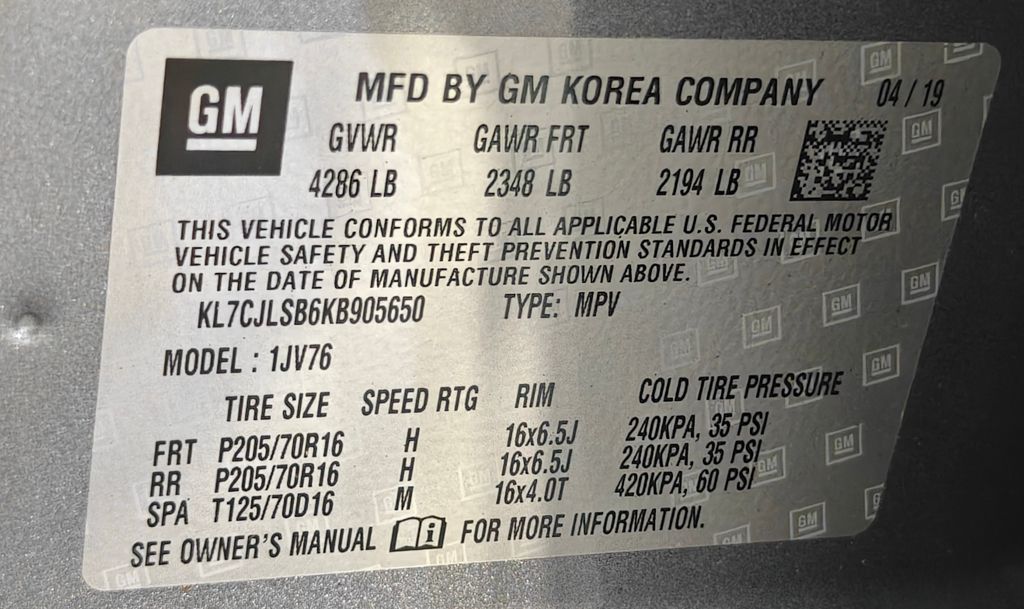 GM
MFD BY GM KOREA COMPANY 04/19
GVWR GAWR FRT GAWR RR
4286 LB 2348 LB 2194 LB
THIS VEHICLE CONFORMS TO ALL APPLICABLE U.S. FEDERAL MOTOR
VEHICLE SAFETY AND THEFT PREVENTION STANDARDS IN EFFECT
ON THE DATE OF MANUFACTURE SHOWN ABOVE.
KL7CJLSB6KB905650 TYPE: MPV
MODEL : 1JV76
TIRE SIZE SPEED RTG RIM COLD TIRE PRESSURE
FRT P205/70R16 H 16x6.5J 240KPA, 35 PSI
RR P205/70R16 H 16x6.5J 240KPA, 35 PSI
SPA T125/70D16 M 16x4.0T 420KPA, 60 PSI
SEE OWNER'S MANUAL FOR MORE INFORMATION.